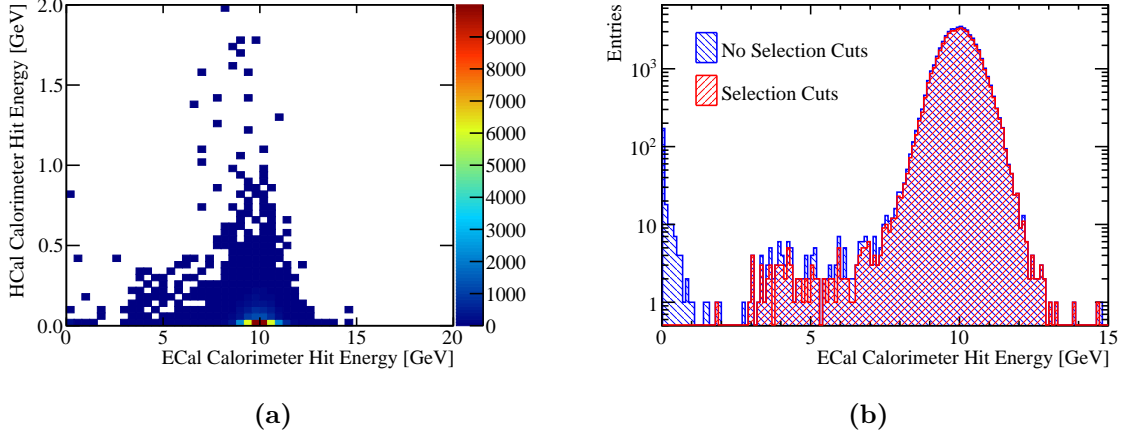 HCal Calorimeter Hit Energy [GeV]
2.0
1.5
1.0
0.5
0.0
0 5 10 15 20
ECal Calorimeter Hit Energy [GeV]
9000
8000
7000
6000
5000
4000
3000
2000
1000
0
(a)
Entries
10³
10²
10
1
No Selection Cuts
Selection Cuts
0 5 10 15
ECal Calorimeter Hit Energy [GeV]
(b)